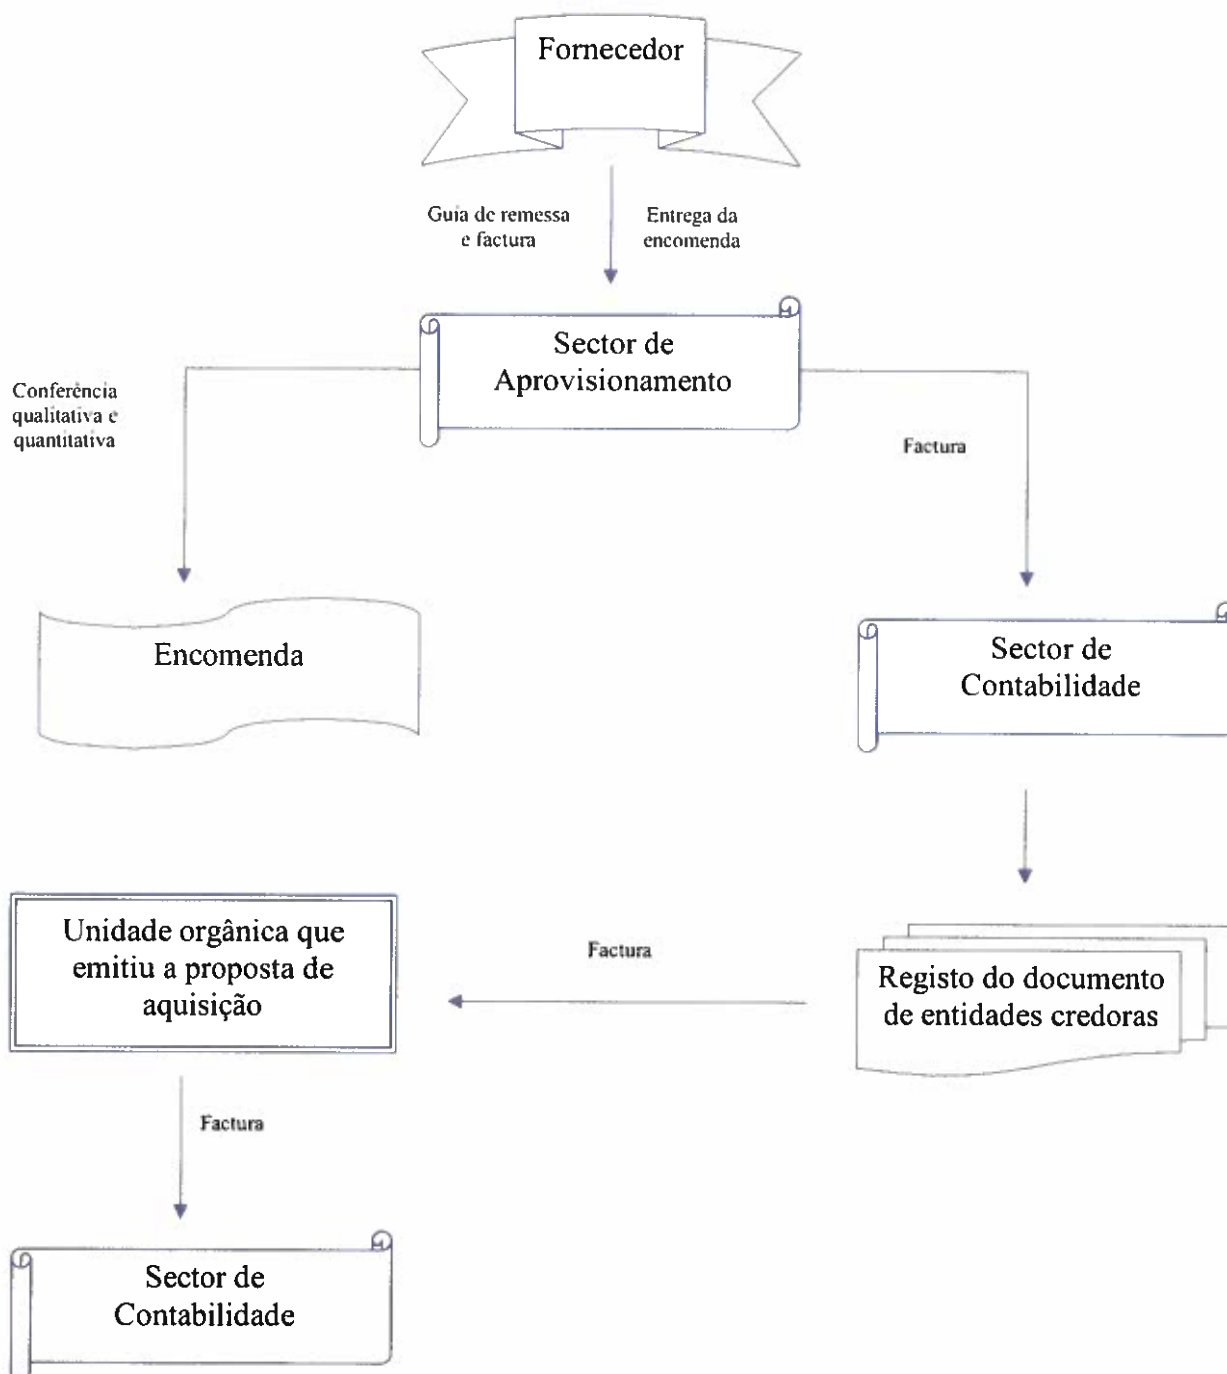 Fornecedor
Guia de remessa
e factura
Entrega da
encomenda
Sector de
Aprovisionamento
Conferência
qualitativa e
quantitativa
Factura
Encomenda
Sector de
Contabilidade
Unidade orgânica que
emitiu a proposta de
aquisição
Factura
Registo do documento
de entidades credoras
Factura
Sector de
Contabilidade